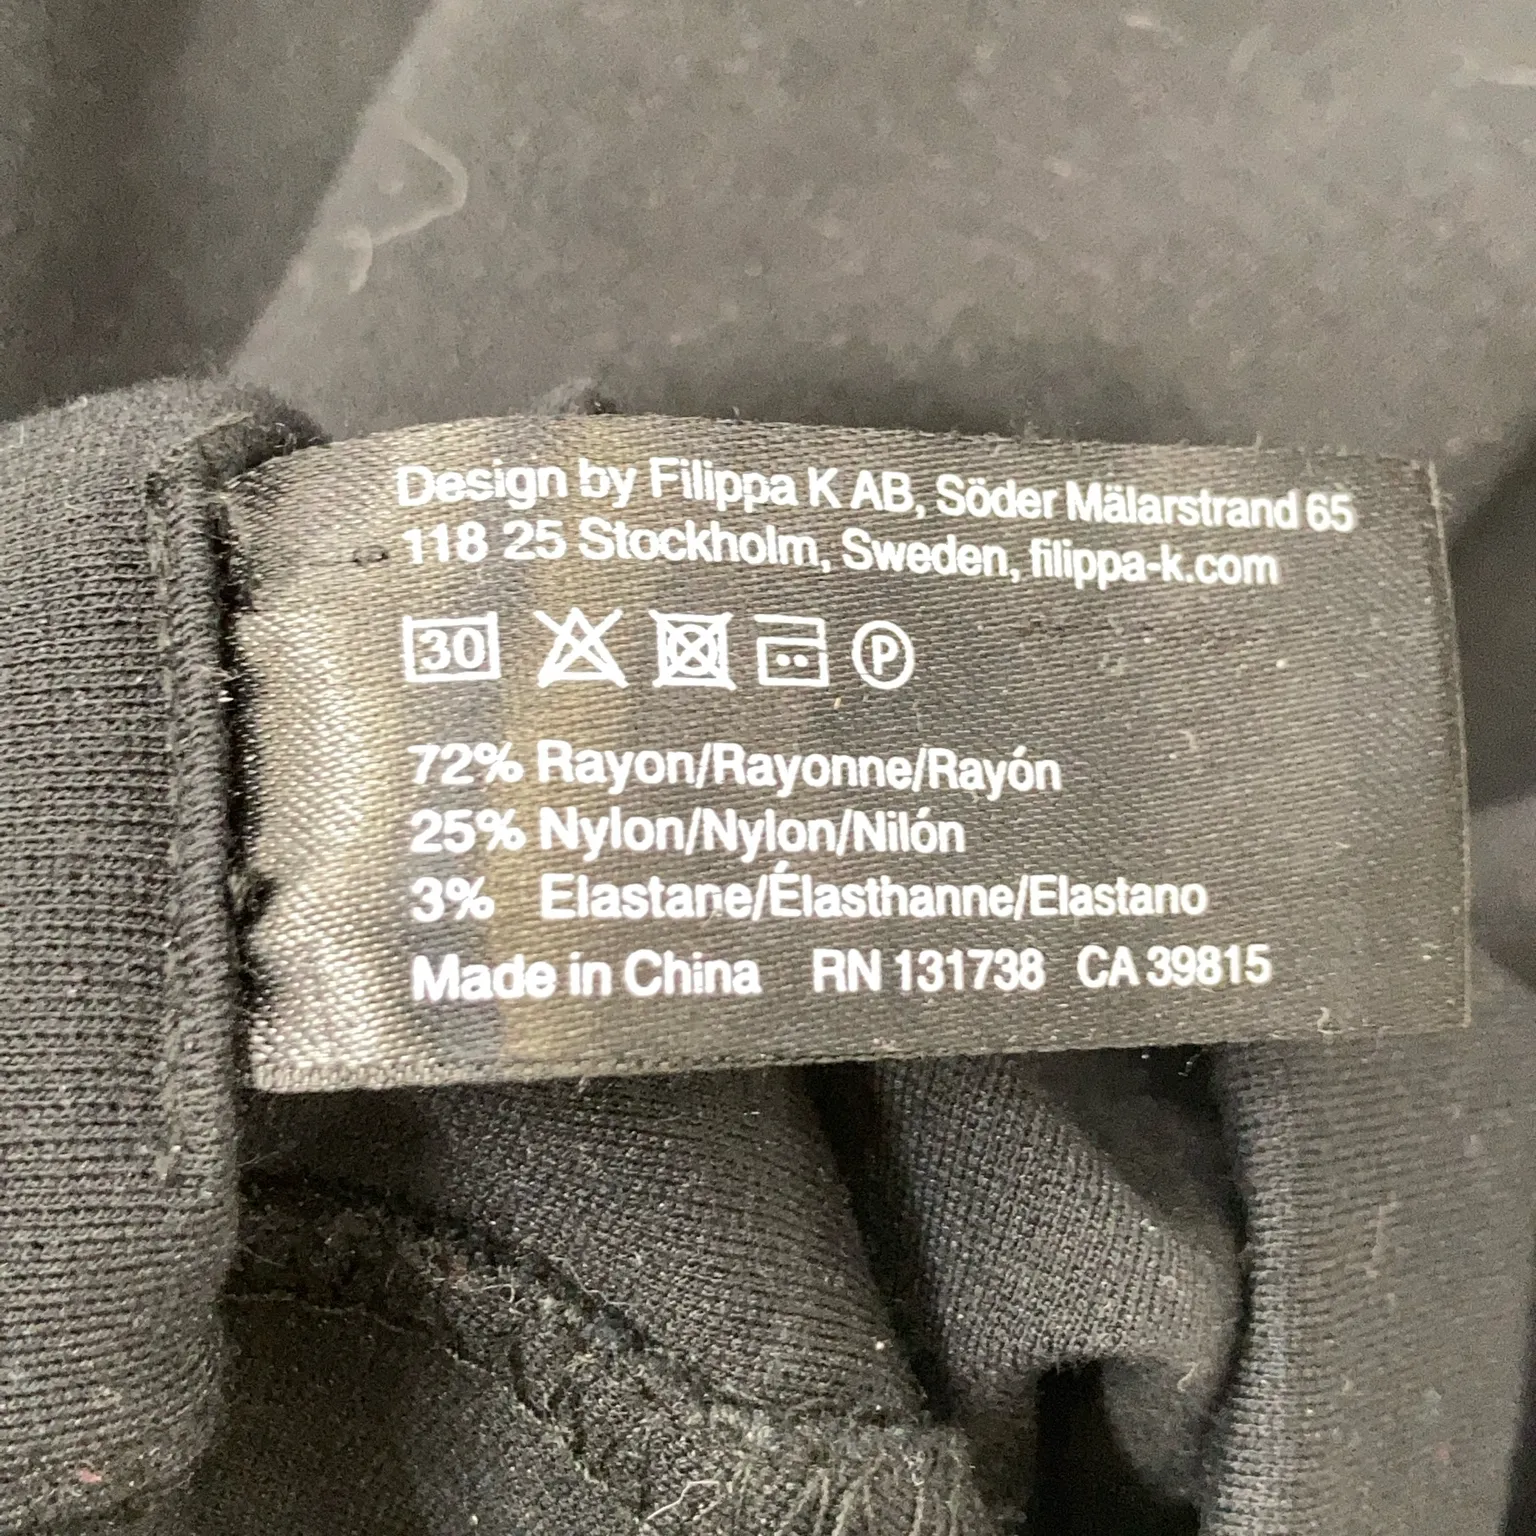 Design by Filippa K AB, Söder Mälarstrand 65
118 25 Stockholm, Sweden, filippa-k.com
30 P
72% Rayon/Rayonne/Rayón
25% Nylon/Nylon/Nilón
3% Elastane/Élasthanne/Elastano
Made in China RN 131738 CA 39815